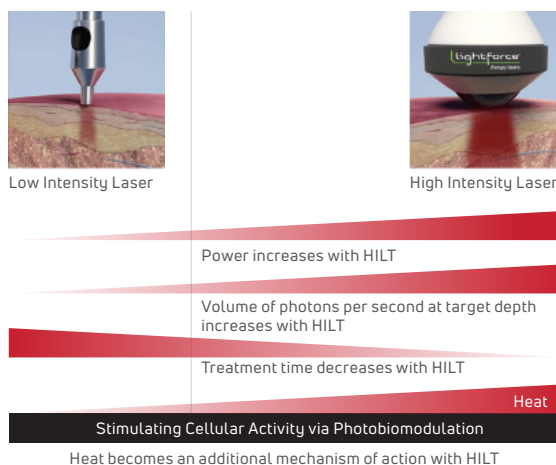 Lightforce
therapy lasers
Low Intensity Laser
High Intensity Laser
Power increases with HILT
Volume of photons per second at target depth
increases with HILT
Treatment time decreases with HILT
Heat
Stimulating Cellular Activity via Photobiomodulation
Heat becomes an additional mechanism of action with HILT